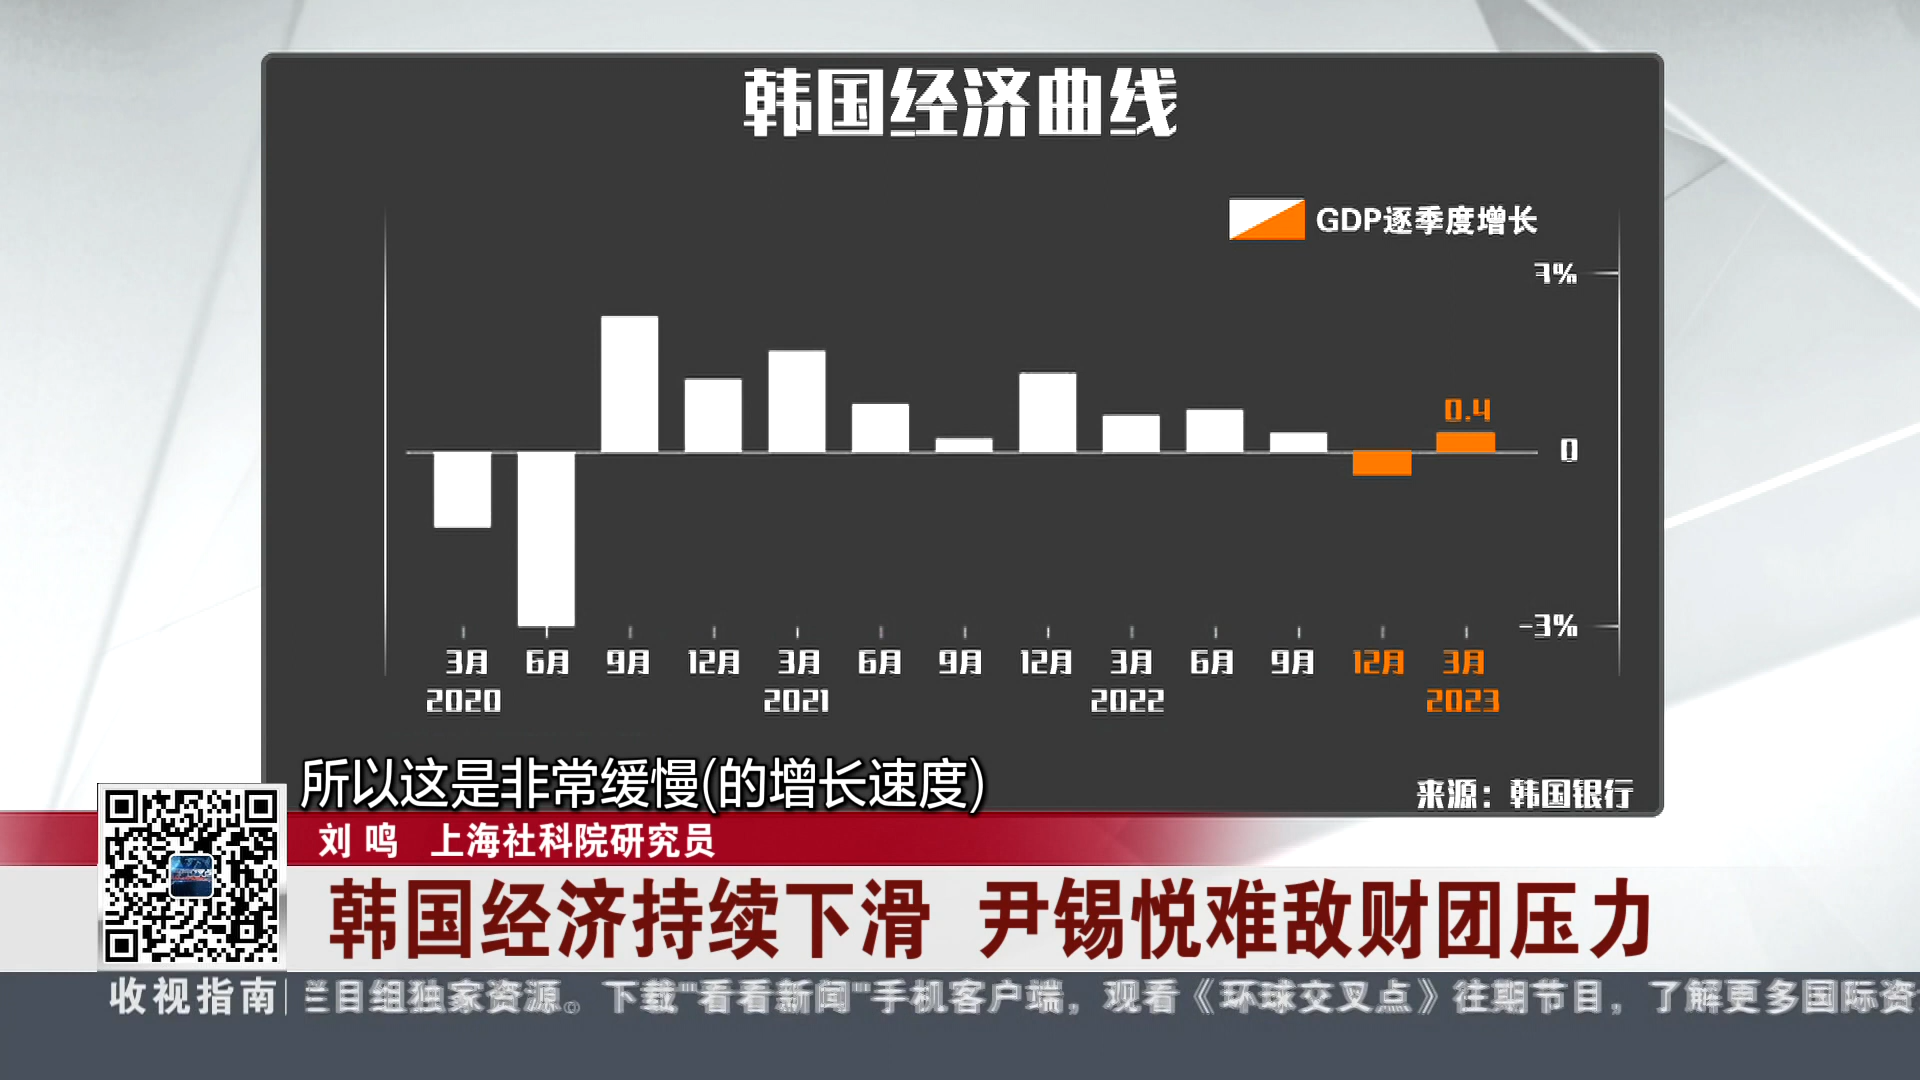 韩国经济曲线
GDP逐季度增长
7%
0.4
0
-3%
3月 6月 9月 12月 3月 6月 9月 12月 3月 6月 9月 12月 3月
2020 2021 2022 2023
所以这是非常缓慢(的增长速度)
来源：韩国银行
刘鸣 上海社科院研究员
韩国经济持续下滑 尹锡悦难敌财团压力
收视指南 栏目组独家资源。下载"看看新闻"手机客户端，观看《环球交叉点》往期节目，了解更多国际资